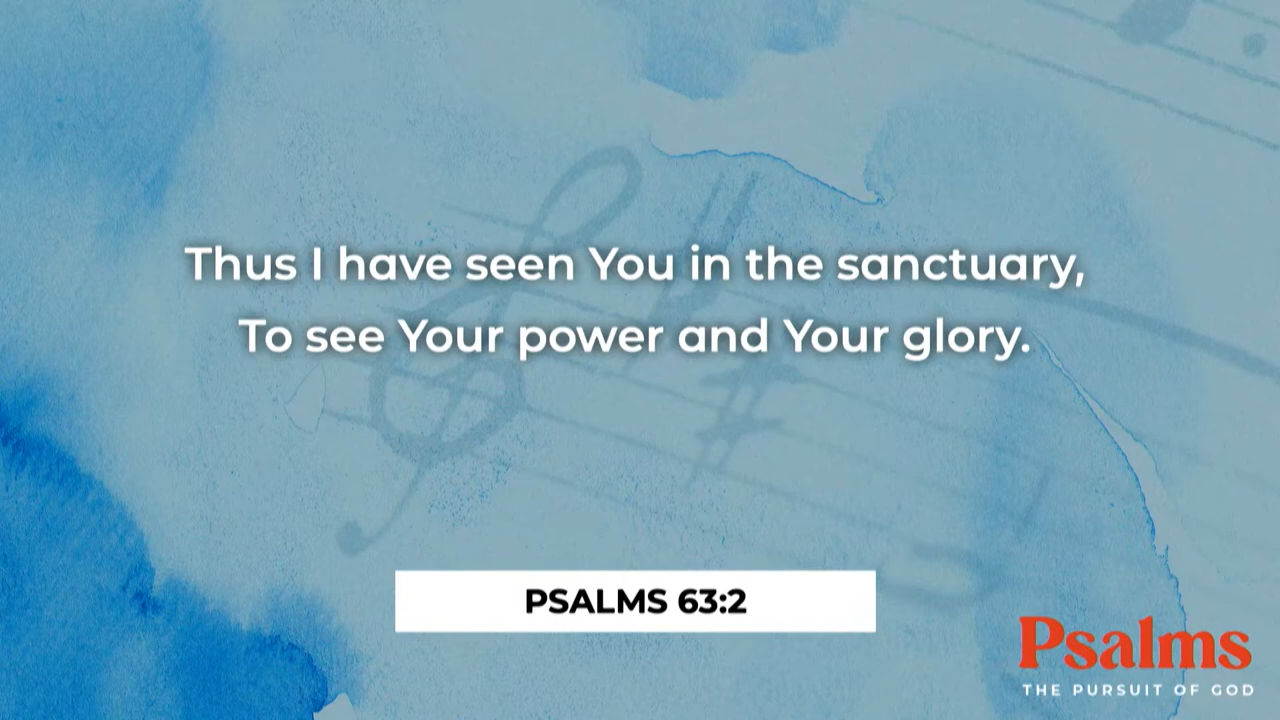 Thus I have seen You in the sanctuary,
To see Your power and Your glory.
PSALMS 63:2
Psalms
THE PURSUIT OF GOD